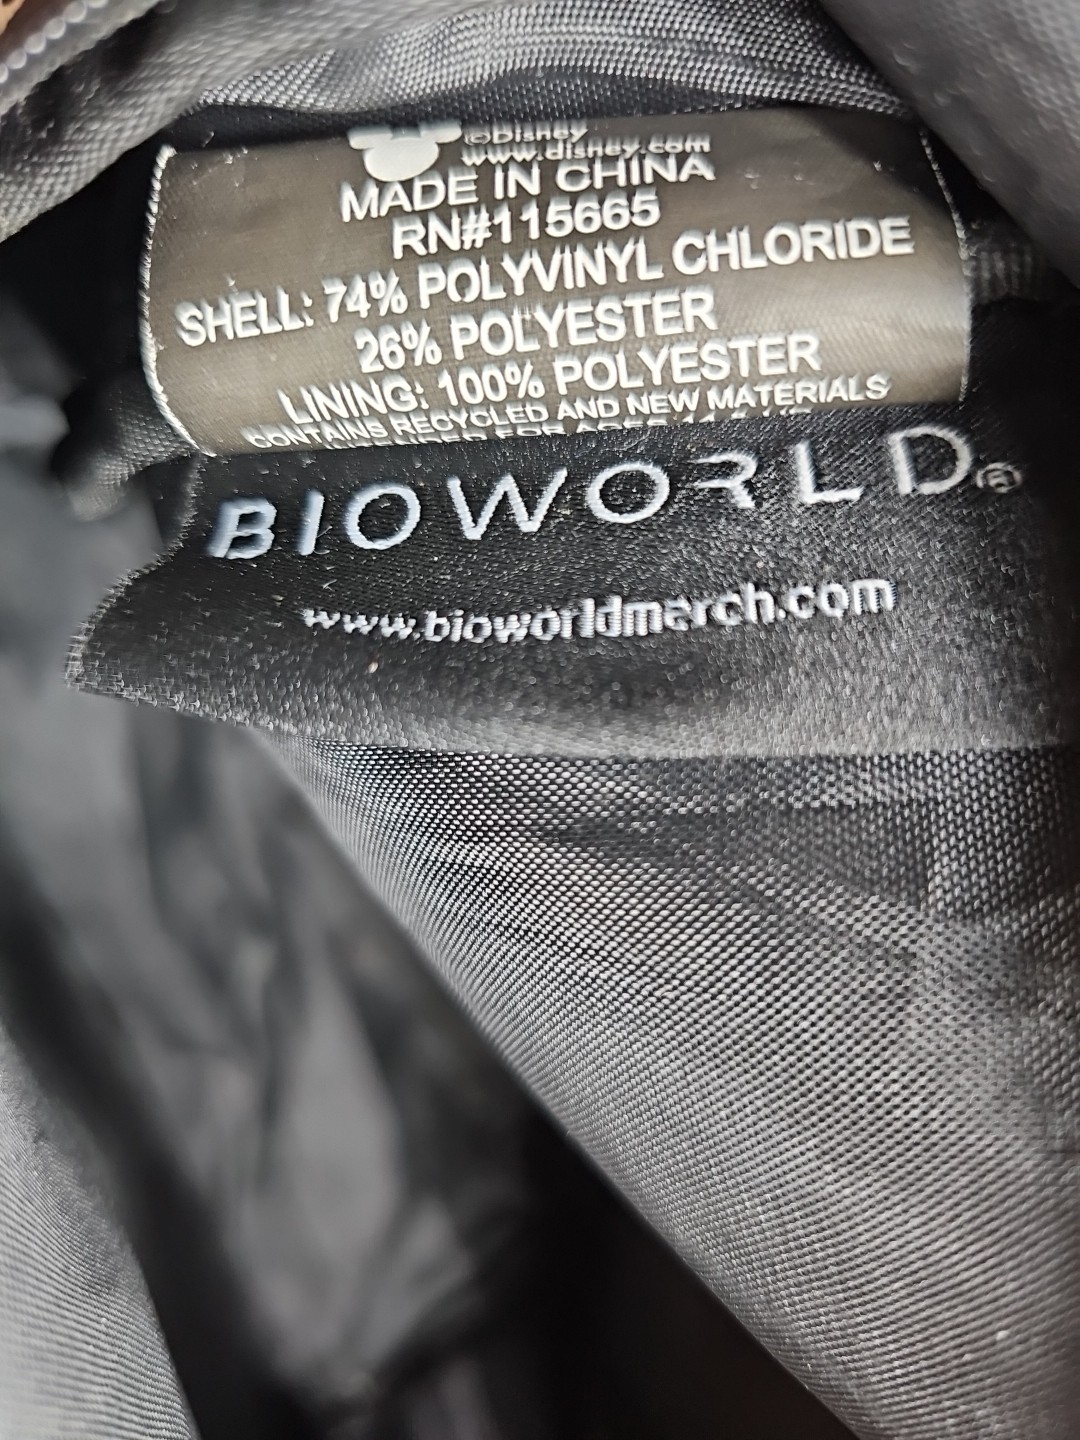 ©Disney
www.disney.com
MADE IN CHINA
RN#115665
SHELL: 74% POLYVINYL CHLORIDE
26% POLYESTER
LINING: 100% POLYESTER
CONTAINS RECYCLED AND NEW MATERIALS
BIOWORLD®
www.bioworldmerch.com